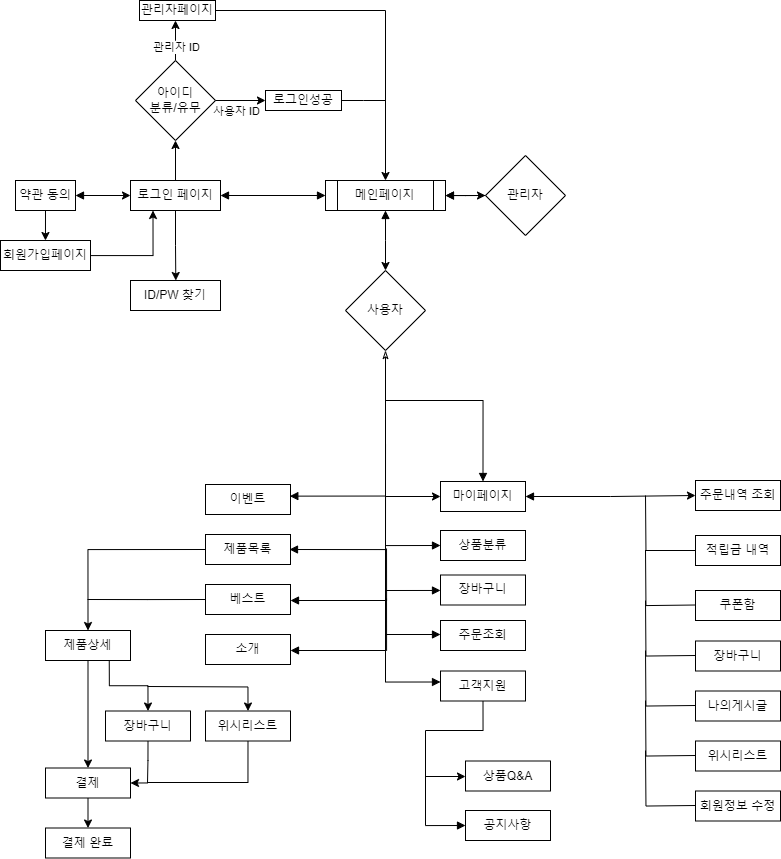 관리자페이지
관리자 ID
아이디
분류/유무
사용자 ID
로그인성공
약관 동의
로그인 페이지
메인페이지
관리자
회원가입페이지
ID/PW 찾기
사용자
이벤트
마이페이지
주문내역 조회
제품목록
상품분류
적립금 내역
베스트
장바구니
쿠폰함
제품상세
소개
주문조회
장바구니
고객지원
나의게시글
장바구니
위시리스트
위시리스트
결제
상품Q&A
회원정보 수정
공지사항
결제 완료